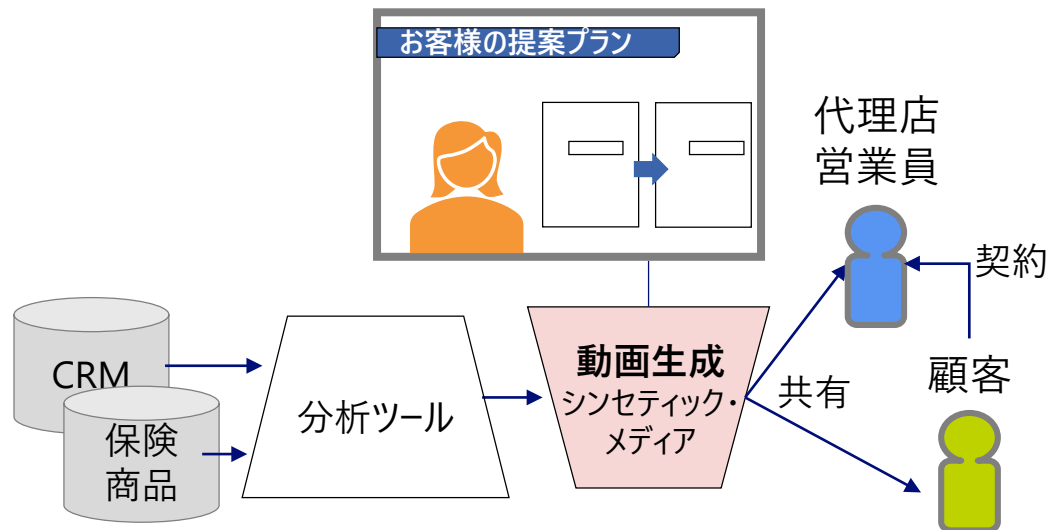 お客様の提案プラン
代理店
営業員
契約
CRM
保険
商品
分析ツール
動画生成
シンセティック・
メディア
共有
顧客